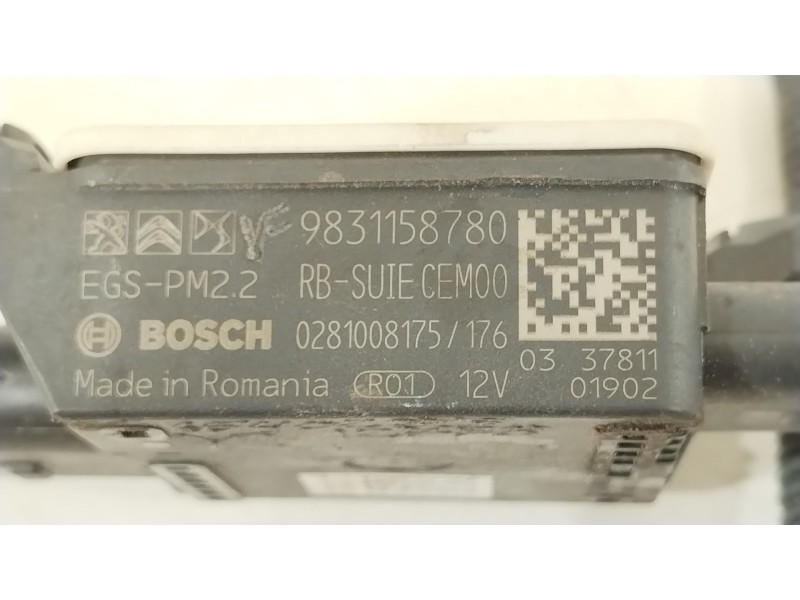 9831158780
EGS-PM2.2 RB-SUIE CEM00
BOSCH 0281008175/176
03 37811
Made in Romania R01 12V 01902